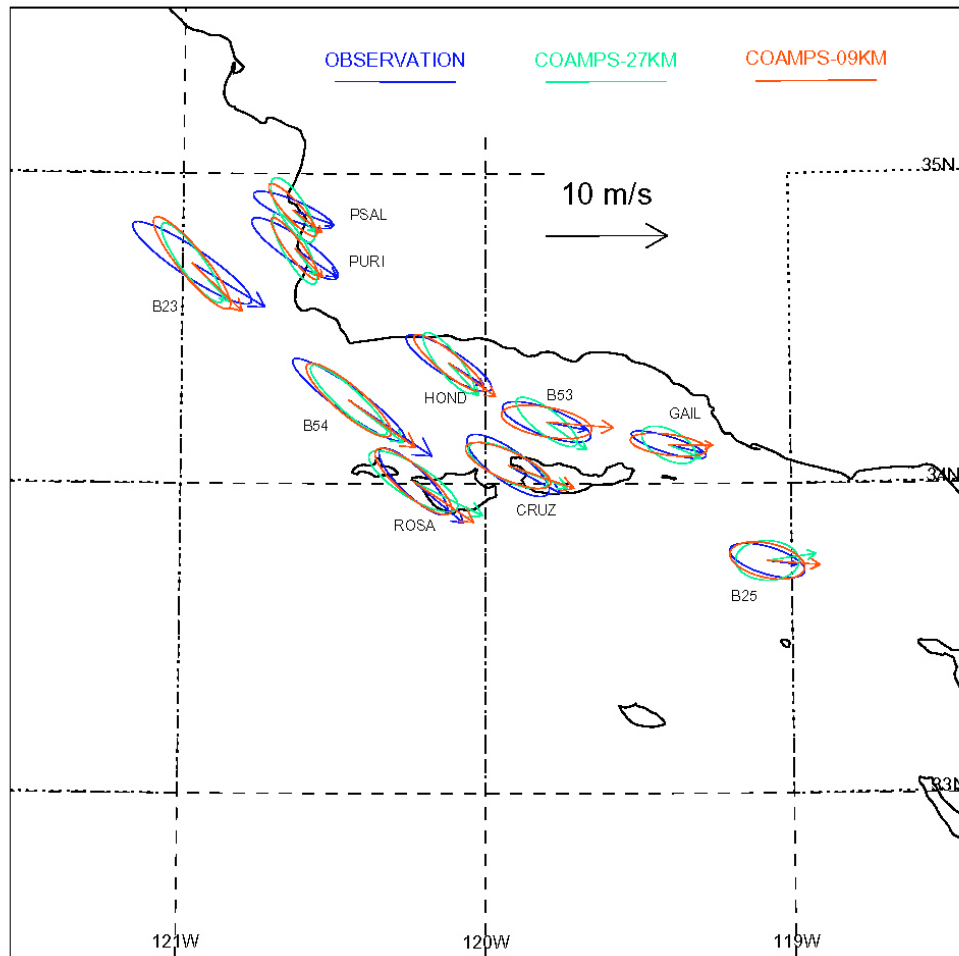 OBSERVATION COAMPS-27KM COAMPS-09KM
35N
10 m/s
PSAL
PURI
B23
HOND
B53
GAIL
B54
34N
CRUZ
ROSA
B25
33N
121W 120W 119W